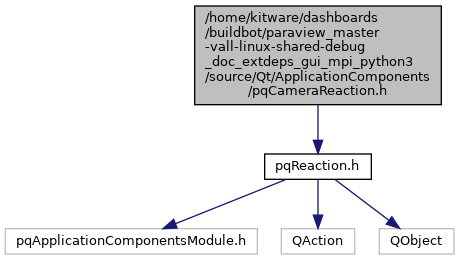 /home/kitware/dashboards
/buildbot/paraview_master
-vall-linux-shared-debug
_doc_extdeps_gui_mpi_python3
/source/Qt/ApplicationComponents
/pqCameraReaction.h
pqReaction.h
pqApplicationComponentsModule.h
QAction
QObject